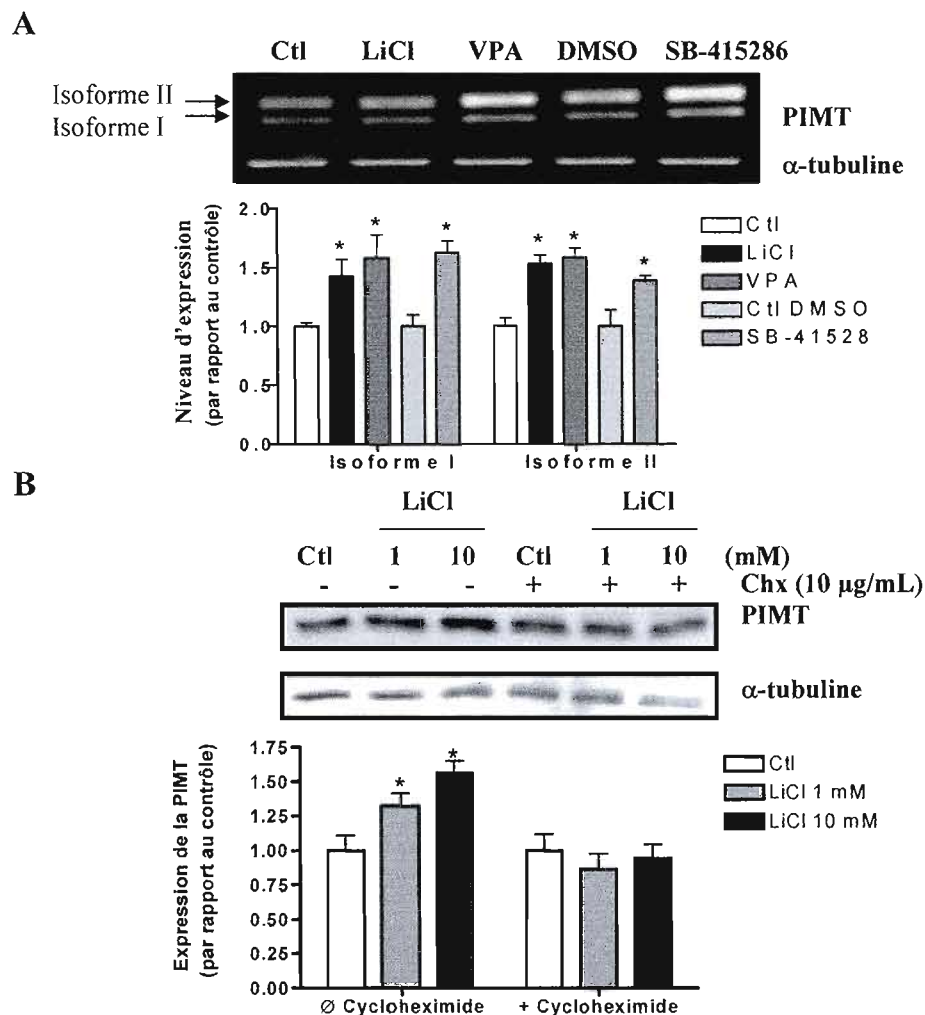 A
Ctl LiCl VPA DMSO SB-415286
Isoforme II
Isoforme I
PIMT
α-tubuline
Niveau d'expression
(par rapport au contrôle)
2.0
1.5
1.0
0.5
0.0
* * * * * *
Isoforme I Isoforme II
Ctl
LiCl
VPA
Ctl DMSO
SB-41528
B
LiCl LiCl
Ctl 1 10 Ctl 1 10 (mM)
- - - + + + Chx (10 µg/mL)
PIMT
α-tubuline
Expression de la PIMT
(par rapport au contrôle)
1.75
1.50
1.25
1.00
0.75
0.50
0.25
0.00
* *
Ø Cycloheximide + Cycloheximide
Ctl
LiCl 1 mM
LiCl 10 mM